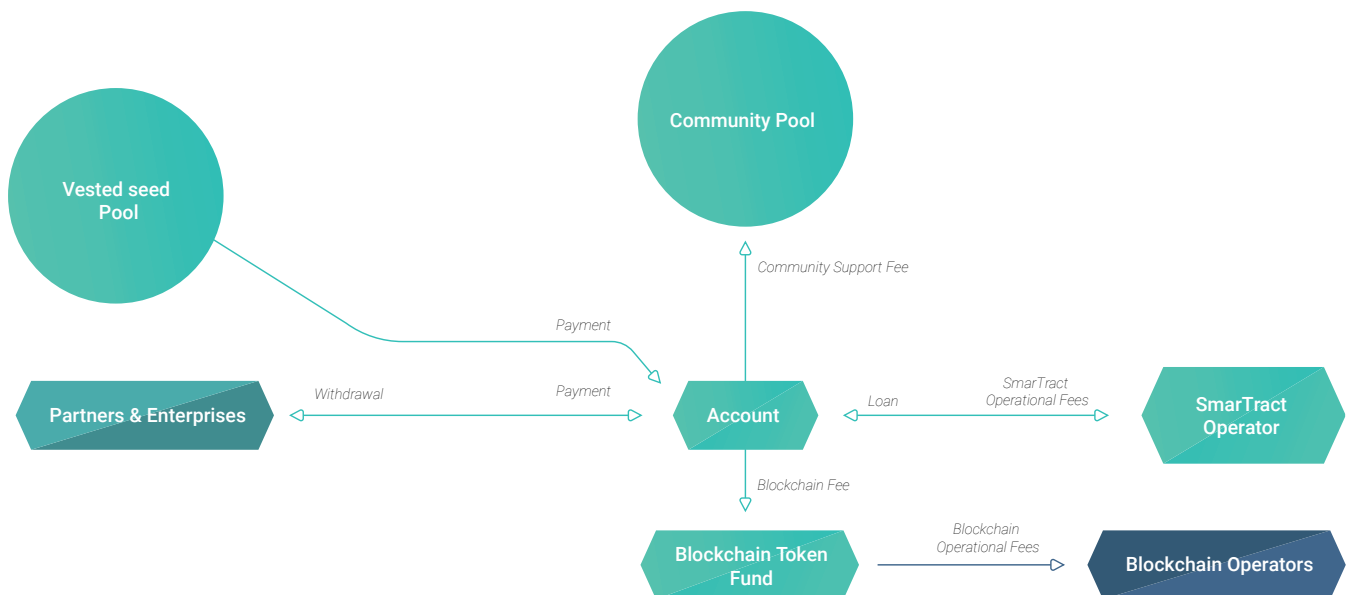 Community Pool
Vested seed
Pool
Community Support Fee
Payment
Withdrawal
Payment
Partners & Enterprises
Account
Loan
SmarTract
Operational Fees
SmarTract
Operator
Blockchain Fee
Blockchain Token
Fund
Blockchain
Operational Fees
Blockchain Operators